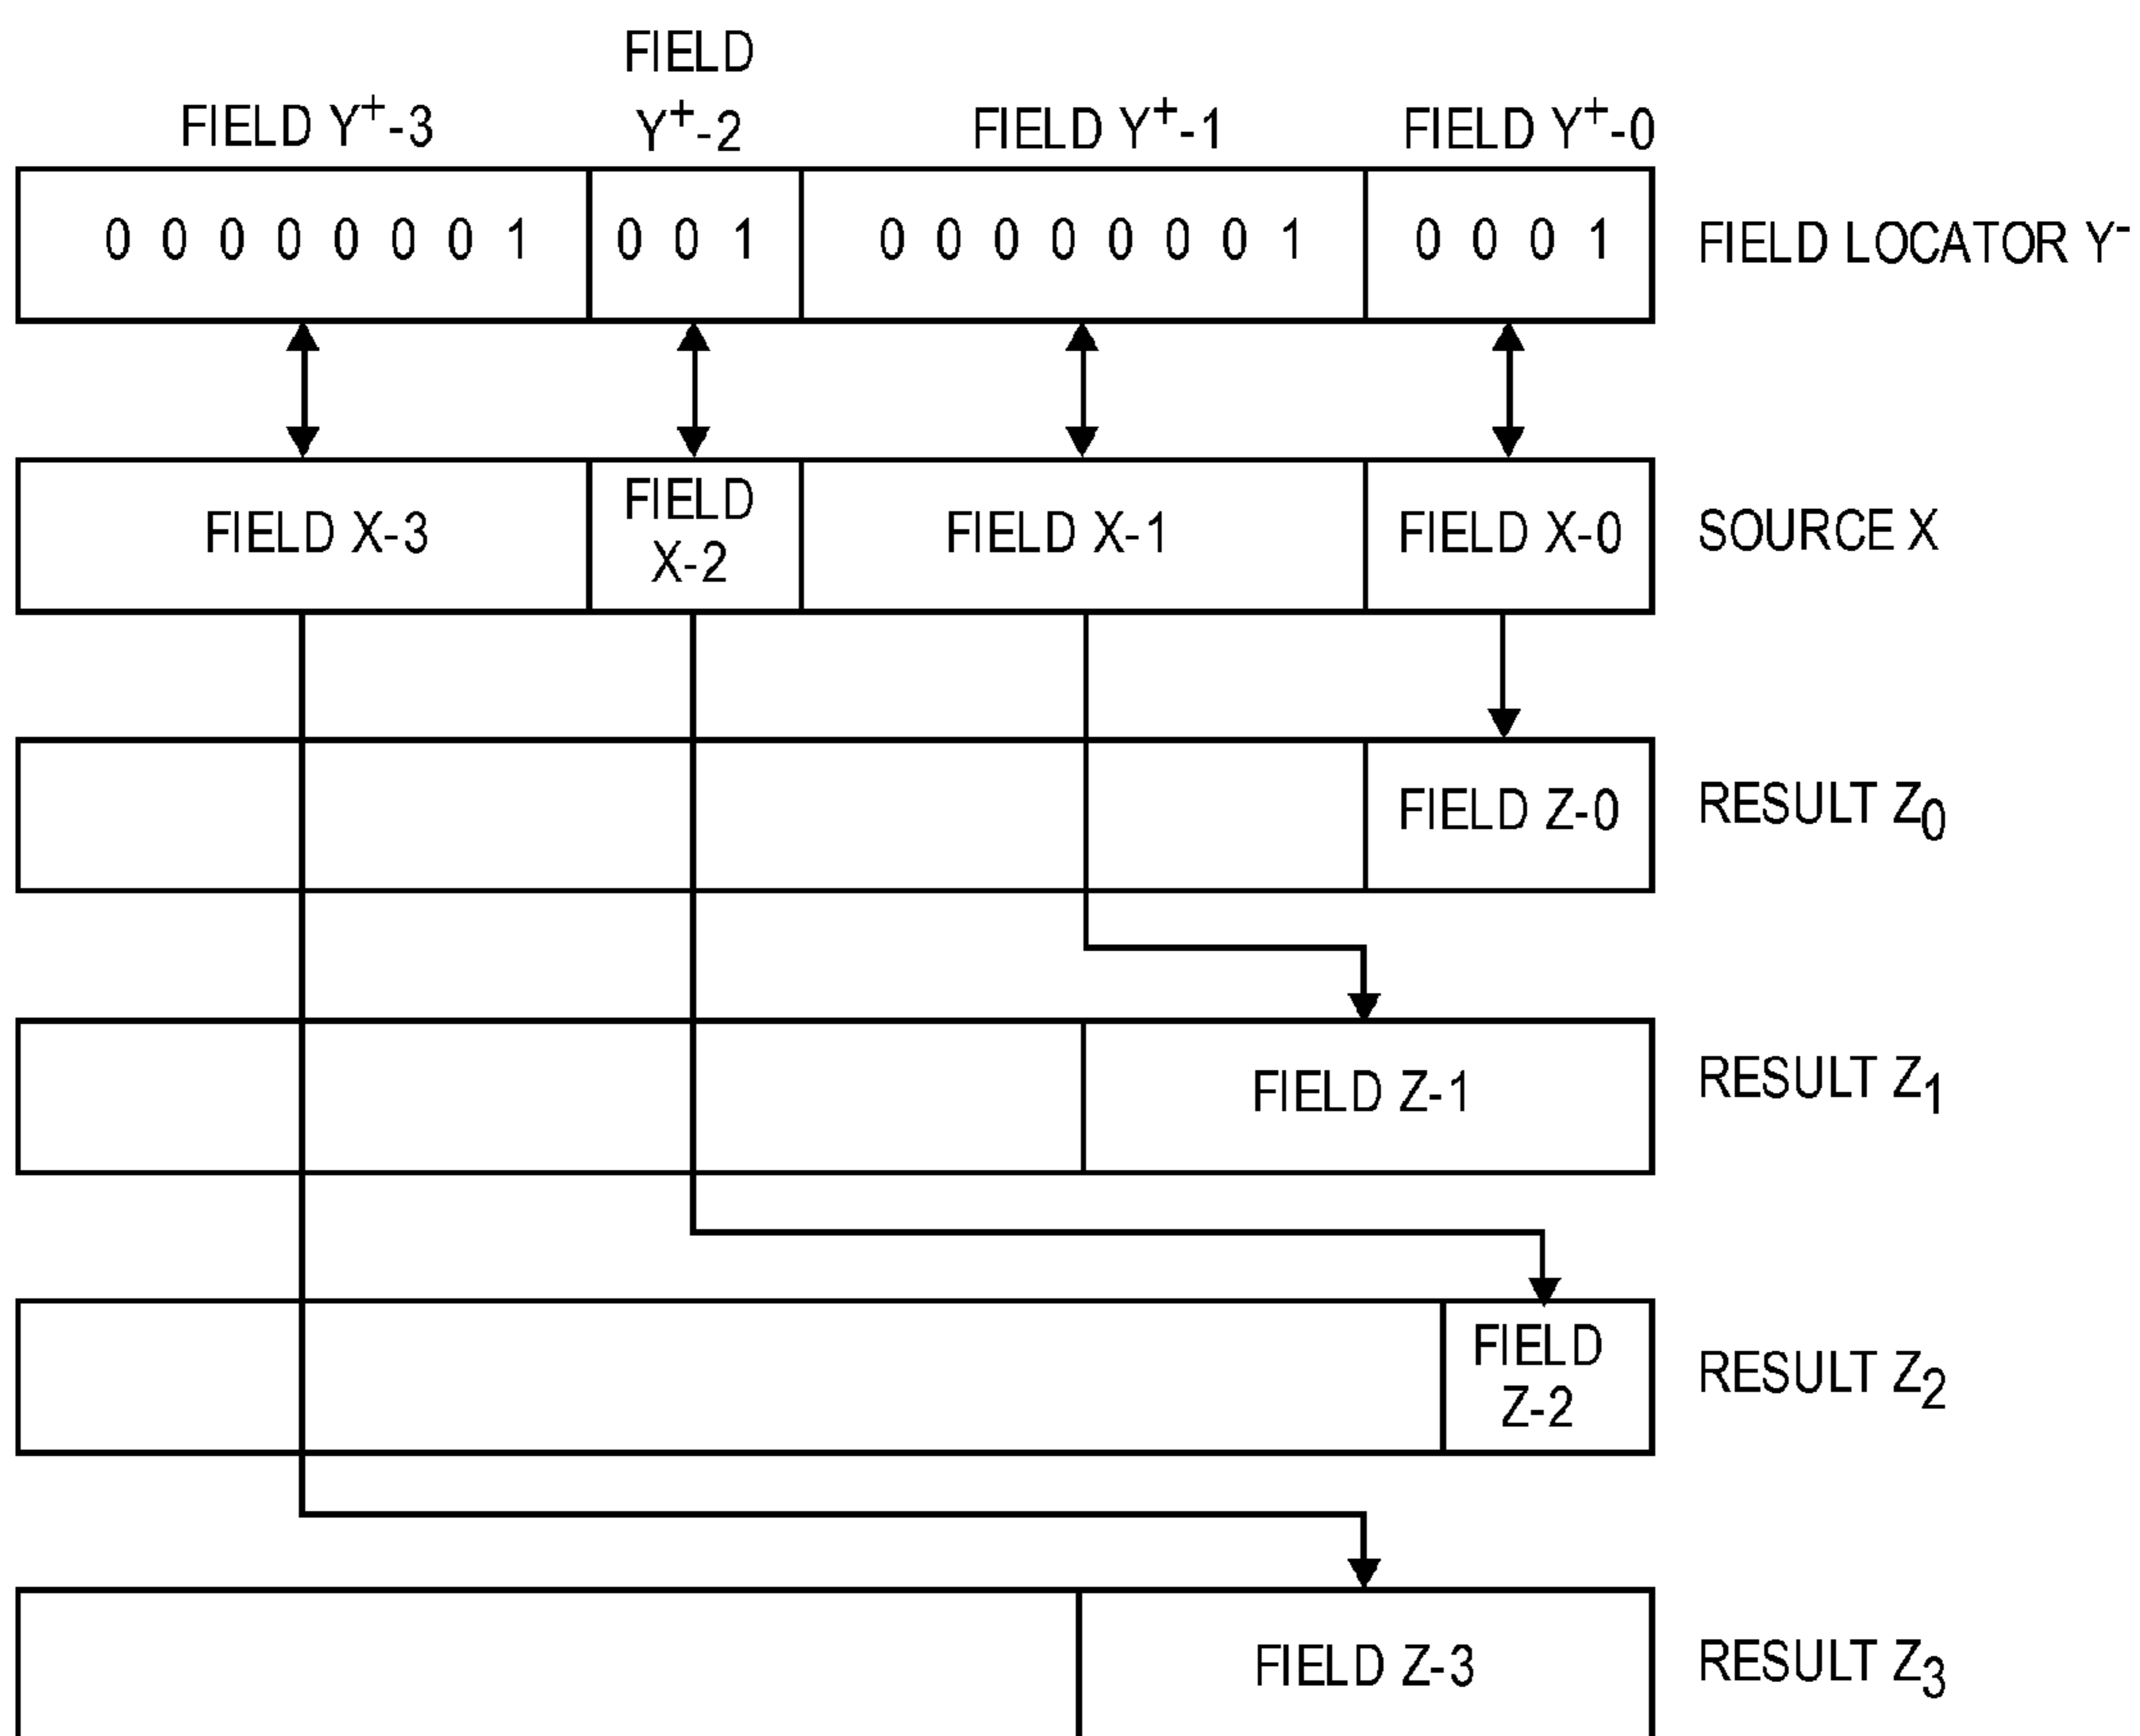 FIELD
FIELD Y⁺-3 Y⁺-2 FIELD Y⁺-1 FIELD Y⁺-0
0 0 0 0 0 0 0 1 0 0 1 0 0 0 0 0 0 0 1 0 0 0 1 FIELD LOCATOR Y⁻
FIELD X-3 FIELD X-2 FIELD X-1 FIELD X-0 SOURCE X
FIELD Z-0 RESULT Z₀
FIELD Z-1 RESULT Z₁
FIELD
Z-2 RESULT Z₂
FIELD Z-3 RESULT Z₃